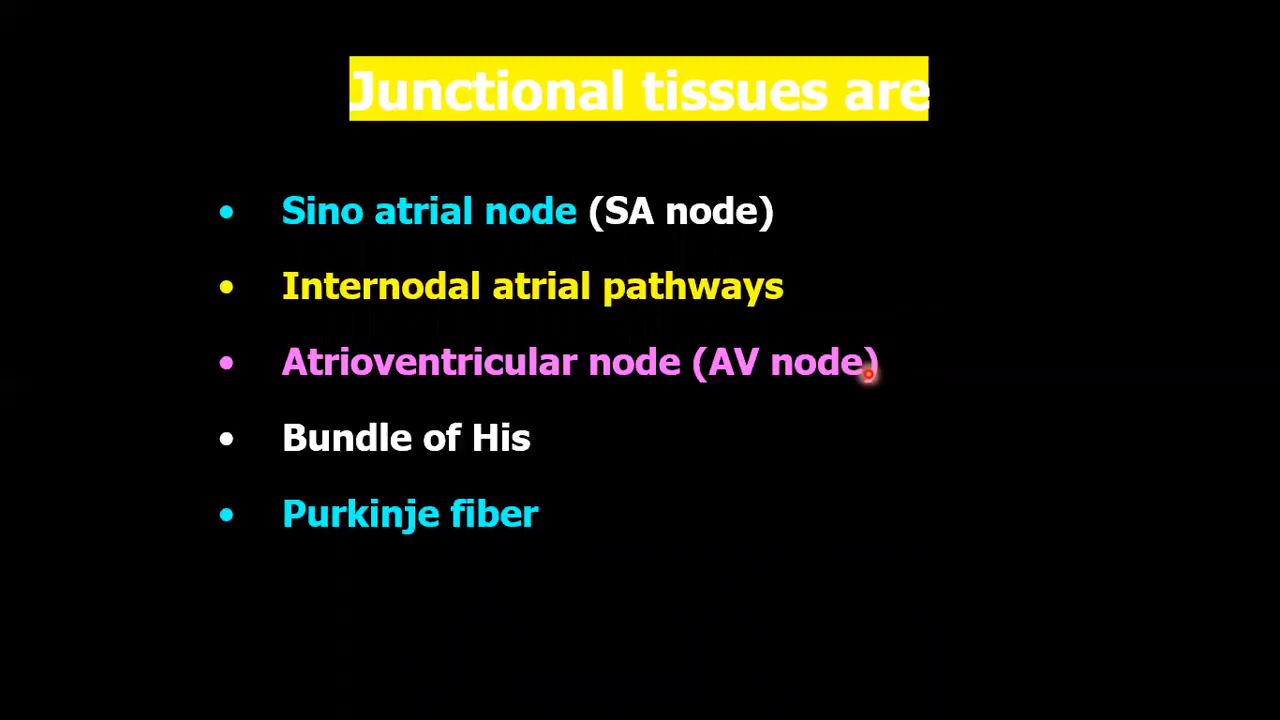 Junctional tissues are
• Sino atrial node (SA node)
• Internodal atrial pathways
• Atrioventricular node (AV node)
• Bundle of His
• Purkinje fiber